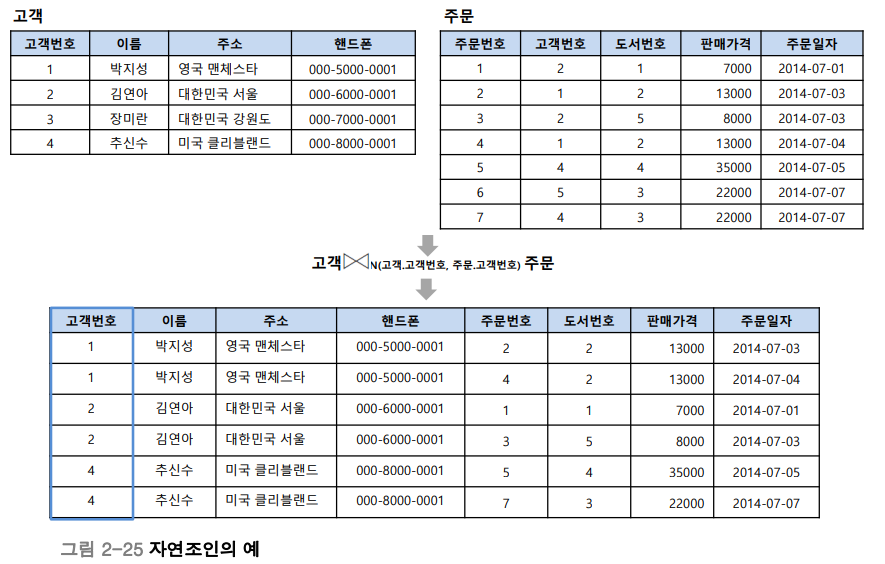 고객
고객번호 이름 주소 핸드폰
1 박지성 영국 맨체스타 000-5000-0001
2 김연아 대한민국 서울 000-6000-0001
3 장미란 대한민국 강원도 000-7000-0001
4 추신수 미국 클리블랜드 000-8000-0001
주문
주문번호 고객번호 도서번호 판매가격 주문일자
1 2 1 7000 2014-07-01
2 1 2 13000 2014-07-03
3 2 5 8000 2014-07-03
4 1 2 13000 2014-07-04
5 4 4 35000 2014-07-05
6 5 3 22000 2014-07-07
7 4 3 22000 2014-07-07
고객⋈N(고객.고객번호, 주문.고객번호) 주문
고객번호 이름 주소 핸드폰 주문번호 도서번호 판매가격 주문일자
1 박지성 영국 맨체스타 000-5000-0001 2 2 13000 2014-07-03
1 박지성 영국 맨체스타 000-5000-0001 4 2 13000 2014-07-04
2 김연아 대한민국 서울 000-6000-0001 1 1 7000 2014-07-01
2 김연아 대한민국 서울 000-6000-0001 3 5 8000 2014-07-03
4 추신수 미국 클리블랜드 000-8000-0001 5 4 35000 2014-07-05
4 추신수 미국 클리블랜드 000-8000-0001 7 3 22000 2014-07-07
그림 2-25 자연조인의 예